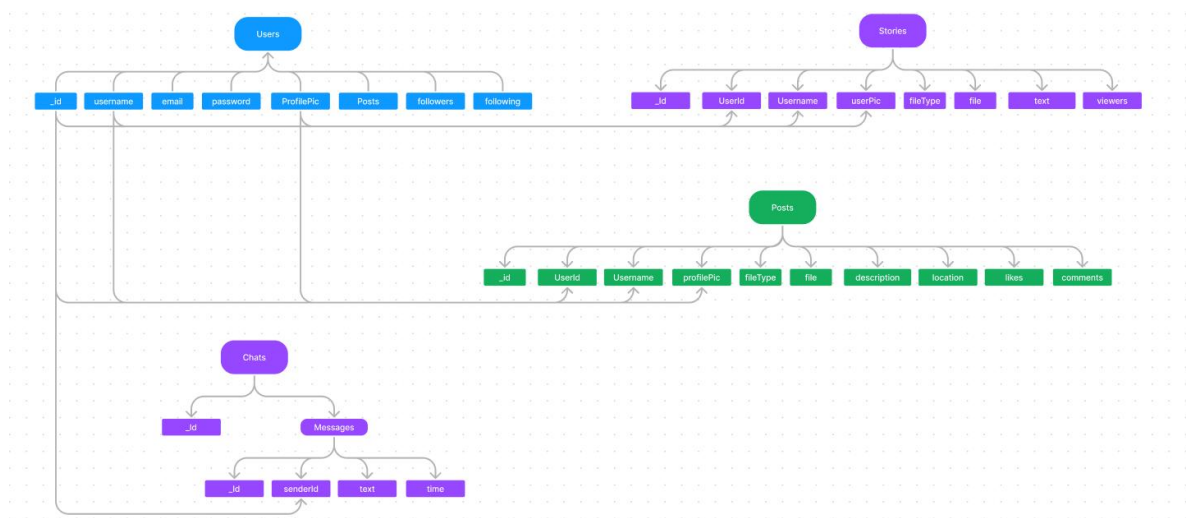 Users
Stories
_id username email password ProfilePic Posts followers following
_Id UserId Username userPic fileType file text viewers
Posts
_id UserId Username profilePic fileType file description location likes comments
Chats
_Id Messages
_Id senderId text time